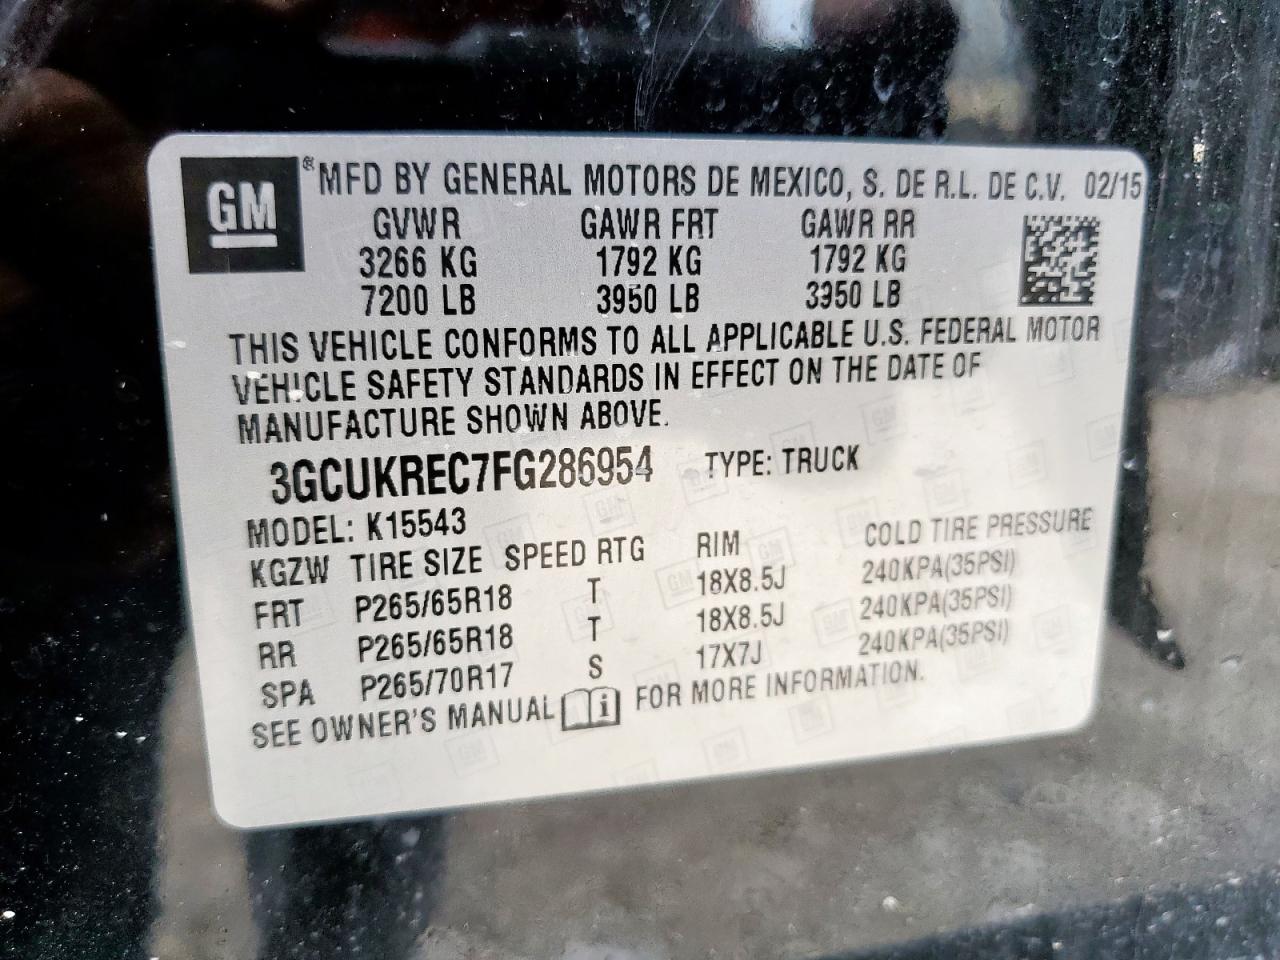 GM ® MFD BY GENERAL MOTORS DE MEXICO, S. DE R.L. DE C.V. 02/15
GVWR GAWR FRT GAWR RR
3266 KG 1792 KG 1792 KG
7200 LB 3950 LB 3950 LB
THIS VEHICLE CONFORMS TO ALL APPLICABLE U.S. FEDERAL MOTOR
VEHICLE SAFETY STANDARDS IN EFFECT ON THE DATE OF
MANUFACTURE SHOWN ABOVE.
3GCUKREC7FG286954 TYPE: TRUCK
MODEL: K15543
KGZW TIRE SIZE SPEED RTG RIM COLD TIRE PRESSURE
FRT P265/65R18 T 18X8.5J 240KPA(35PSI)
RR P265/65R18 T 18X8.5J 240KPA(35PSI)
SPA P265/70R17 S 17X7J 240KPA(35PSI)
SEE OWNER'S MANUAL i FOR MORE INFORMATION.